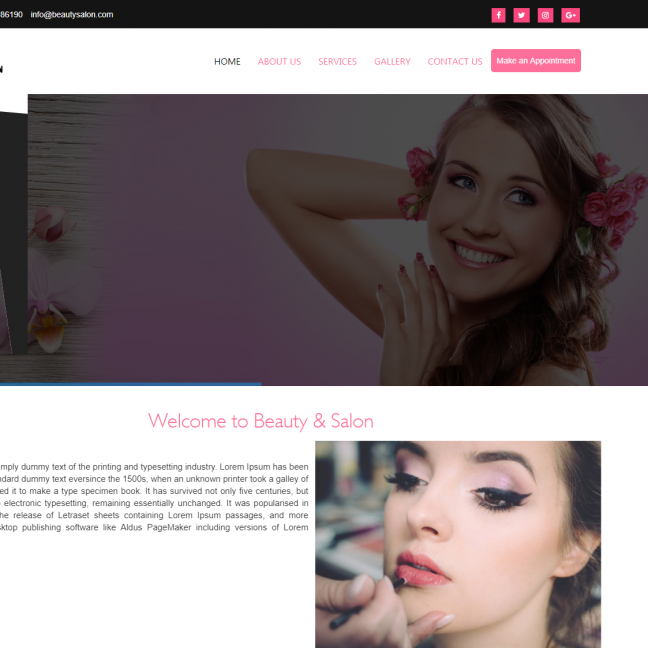 86190 info@beautysalon.com
HOME ABOUT US SERVICES GALLERY CONTACT US Make an Appointment
Welcome to Beauty & Salon
mply dummy text of the printing and typesetting industry. Lorem Ipsum has been
ndard dummy text eversince the 1500s, when an unknown printer took a galley of
ed it to make a type specimen book. It has survived not only five centuries, but
electronic typesetting, remaining essentially unchanged. It was popularised in
he release of Letraset sheets containing Lorem Ipsum passages, and more
sktop publishing software like Aldus PageMaker including versions of Lorem